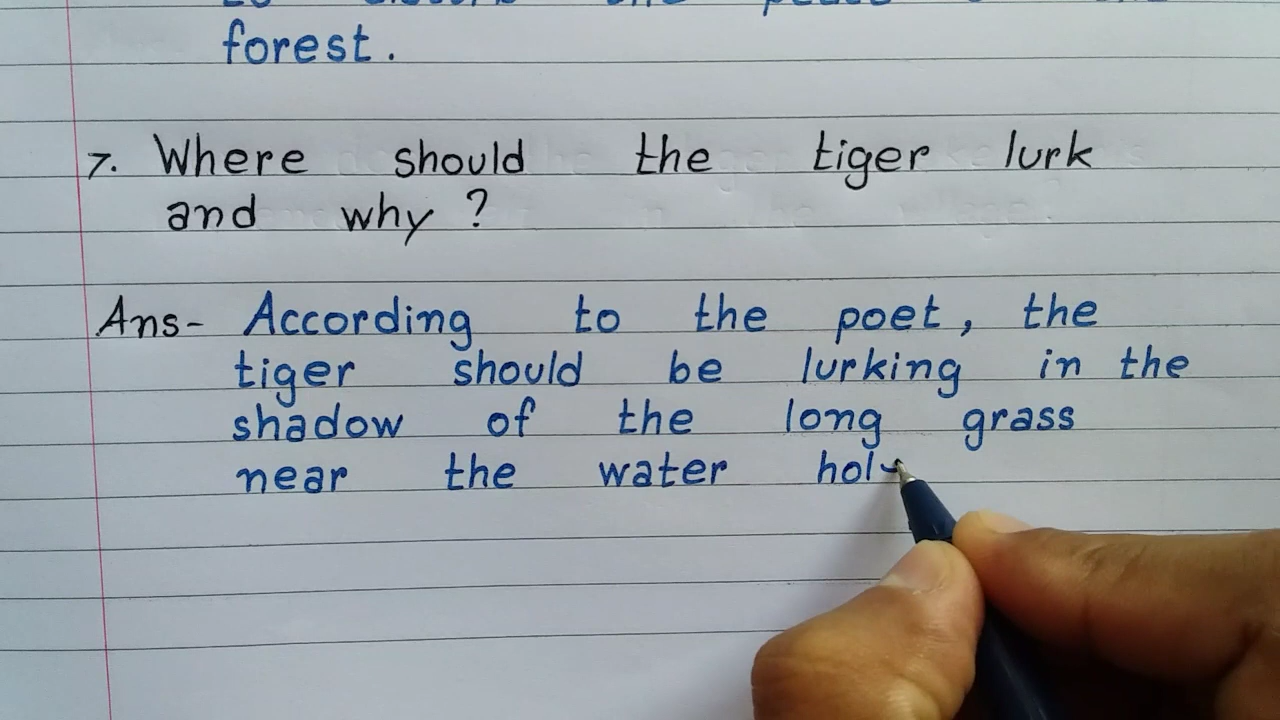 forest.
7. Where should the tiger lurk
and why ?
Ans- According to the poet, the
tiger should be lurking in the
shadow of the long grass
near the water hol